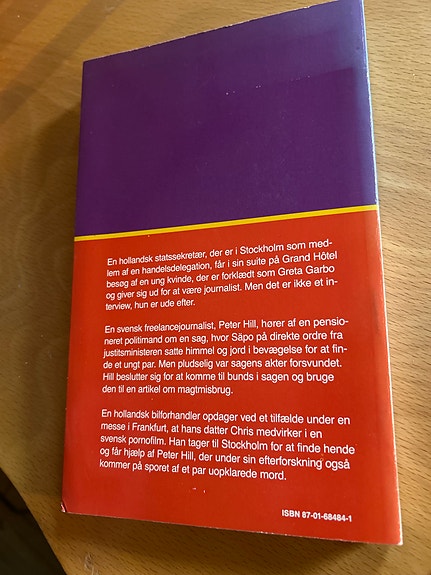 En hollandsk statssekretær, der er i Stockholm som med-
lem af en handelsdelegation, får i sin suite på Grand Hôtel
besøg af en ung kvinde, der er forklædt som Greta Garbo
og giver sig ud for at være journalist. Men det er ikke et in-
terview, hun er ude efter.
En svensk freelancejournalist, Peter Hill, hører af en pensio-
neret politimand om en sag, hvor Säpo på direkte ordre fra
justitsministeren satte himmel og jord i bevægelse for at fin-
de et ungt par. Men pludselig var sagens akter forsvundet.
Hill beslutter sig for at komme til bunds i sagen og bruge
den til en artikel om magtmisbrug.
En hollandsk bilforhandler opdager ved et tilfælde under en
messe i Frankfurt, at hans datter Chris medvirker i en
svensk pornofilm. Han tager til Stockholm for at finde hende
og får hjælp af Peter Hill, der under sin efterforskning også
kommer på sporet af et par uopklarede mord.
ISBN 87-01-68484-1